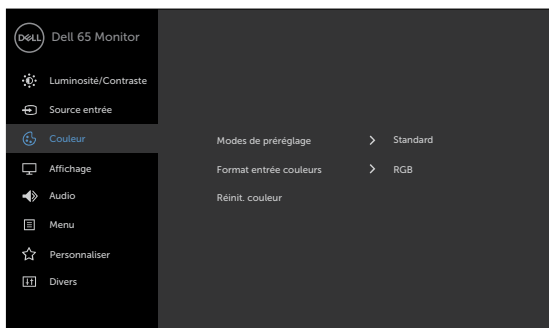 DELL Dell 65 Monitor
Luminosité/Contraste
Source entrée
Couleur
Modes de préréglage Standard
Affichage
Format entrée couleurs RGB
Audio
Réinit. couleur
Menu
Personnaliser
Divers